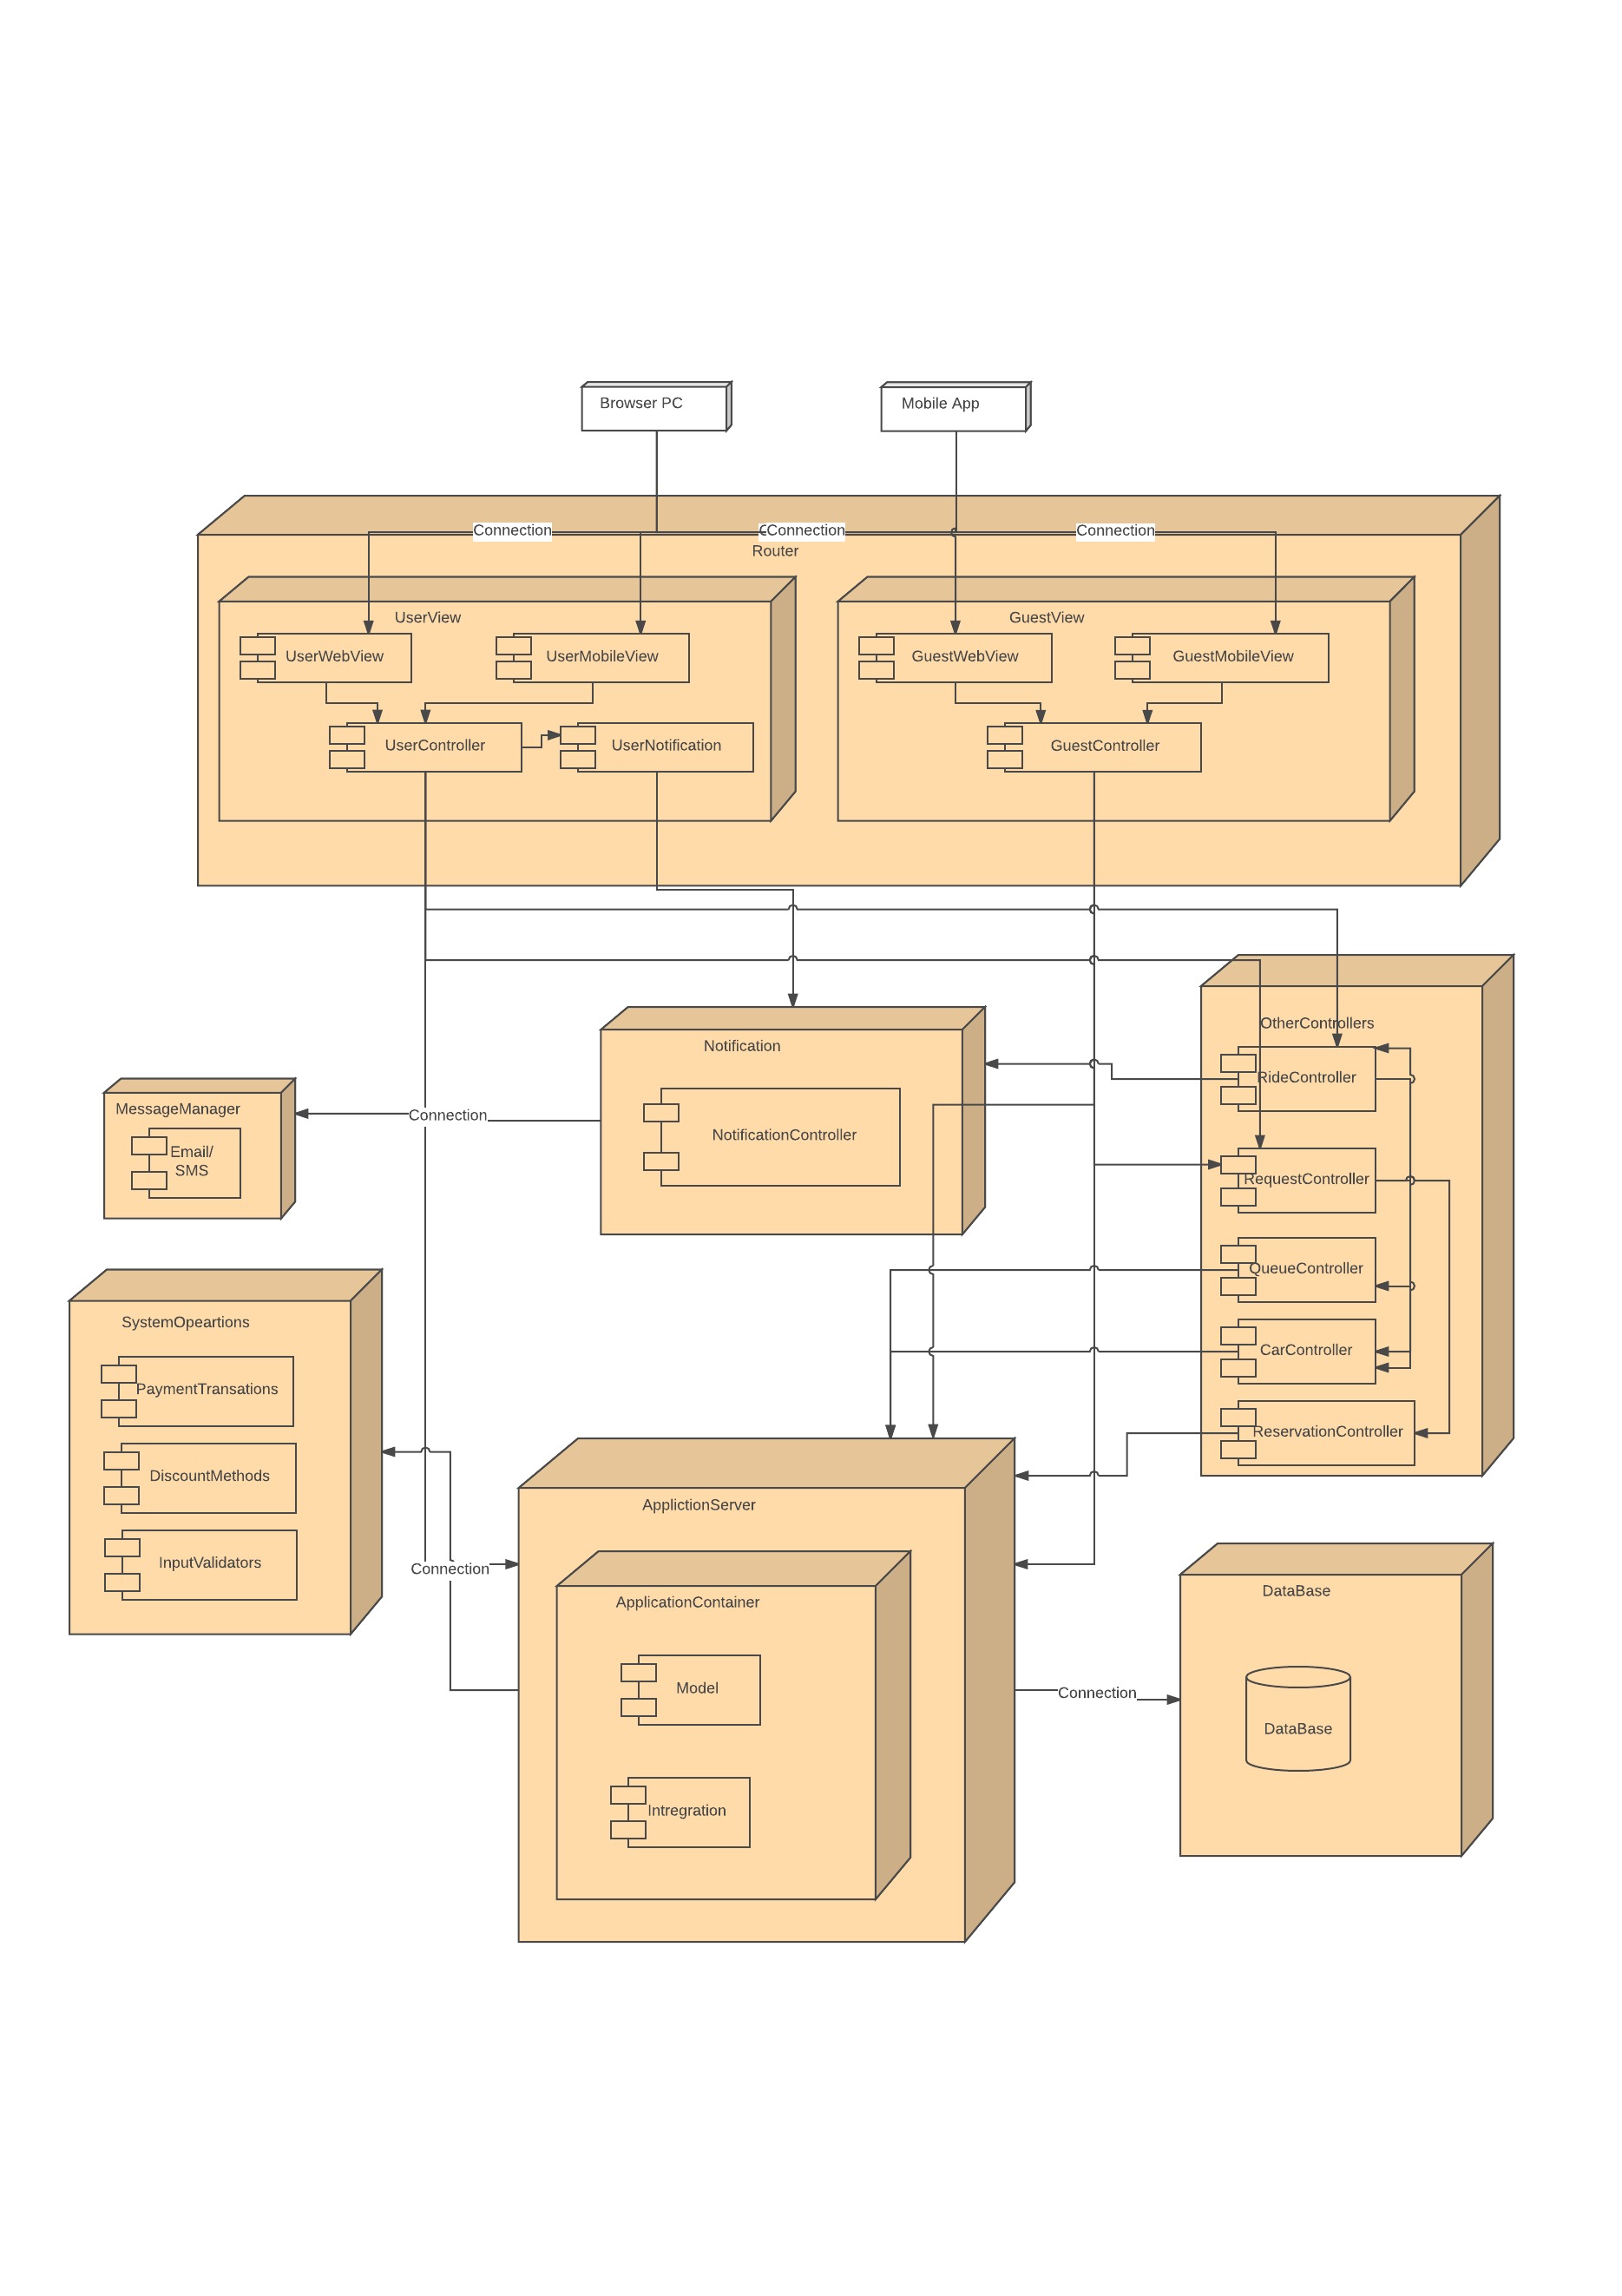 Browser PC
Mobile App
Connection
Connection
Connection
Router
UserView
GuestView
UserWebView
UserMobileView
GuestWebView
GuestMobileView
UserController
UserNotification
GuestController
OtherControllers
Notification
RideController
MessageManager
Connection
NotificationController
Email/
SMS
RequestController
QueueController
SystemOpeartions
CarController
PaymentTransations
ReservationController
DiscountMethods
ApplictionServer
InputValidators
Connection
DataBase
ApplicationContainer
Model
Connection
DataBase
Intregration